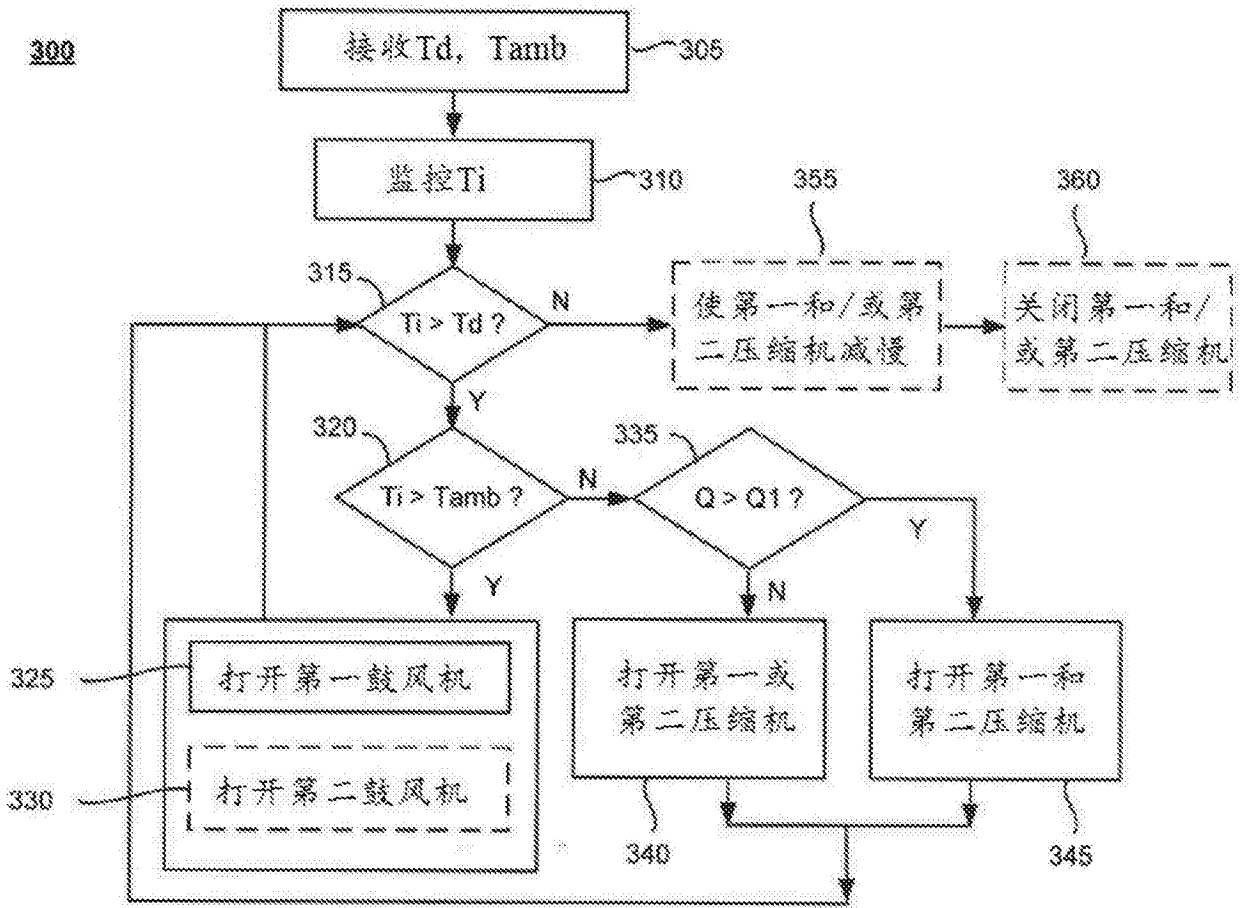 300
接收Td, Tamb
305
监控Ti
310
355
360
315
Ti > Td ?
N
使第一和/或第
二压缩机减慢
关闭第一和/
或第二压缩机
Y
320
335
Ti > Tamb ?
N
Q > Q1 ?
Y
Y
N
325
打开第一鼓风机
打开第一或
第二压缩机
打开第一和
第二压缩机
330
打开第二鼓风机
340
345